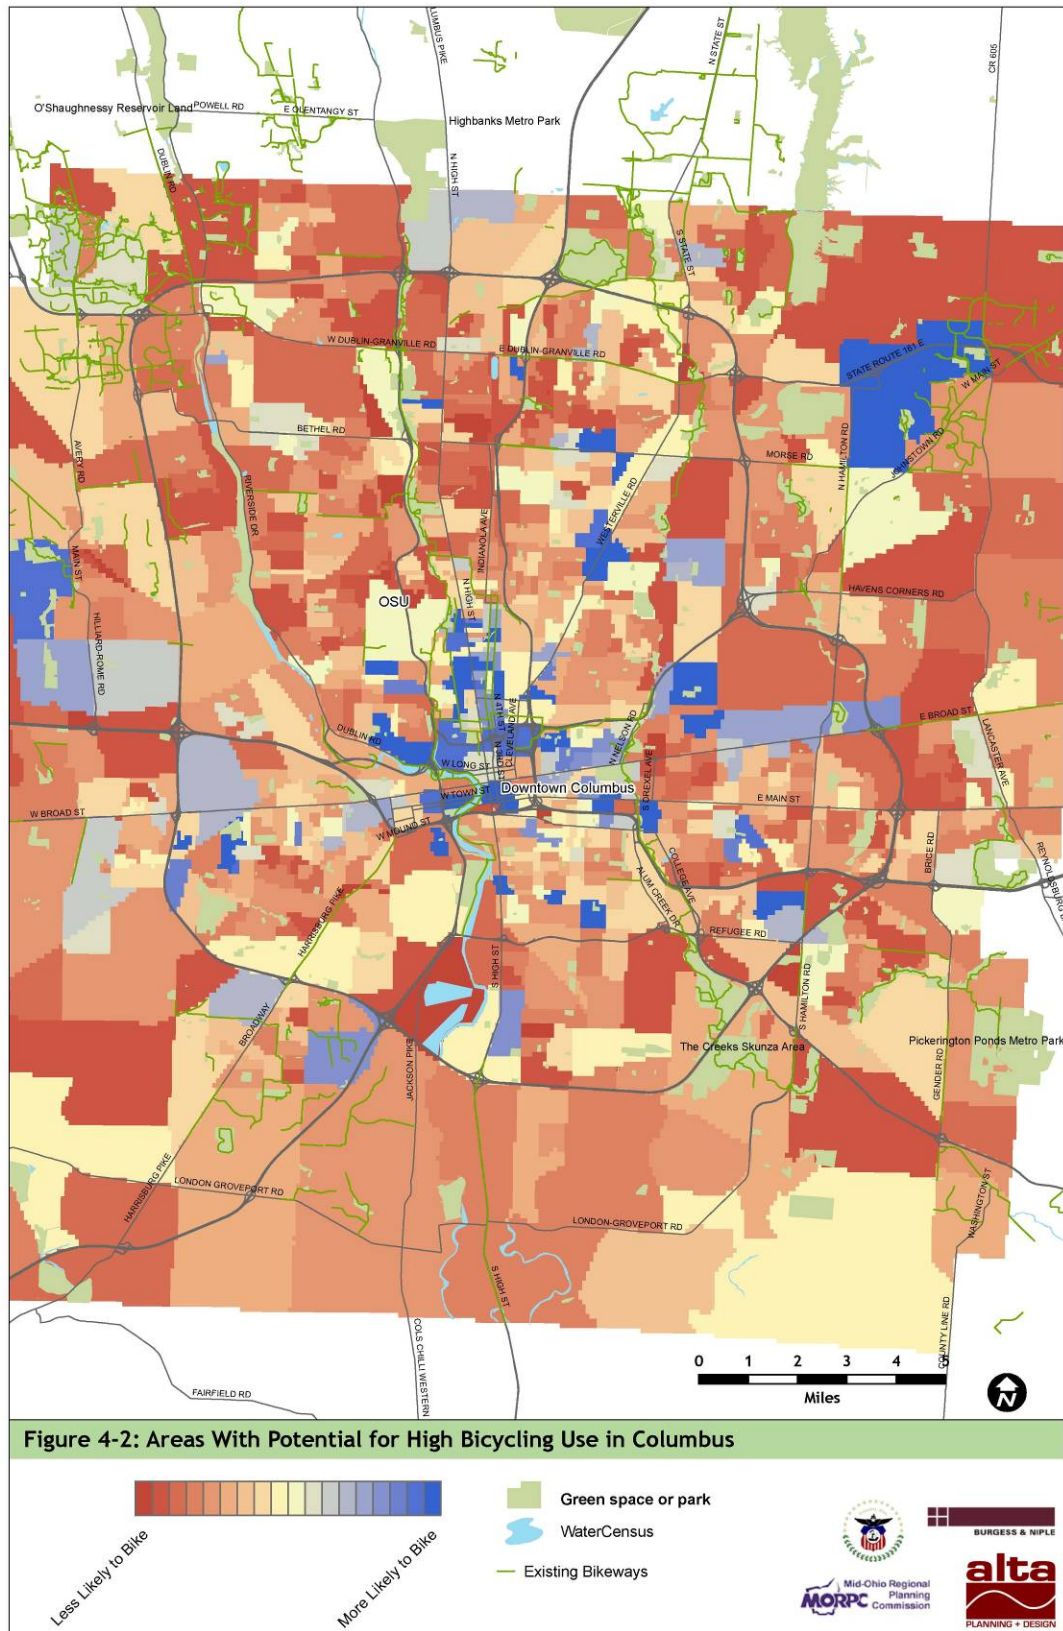 LUMBUS PIKE
N STATE ST
CR 605
O'Shaughnessy Reservoir Land
POWELL RD
E OLENTANGY ST
Highbanks Metro Park
DUBLIN RD
N HIGH ST
S STATE ST
W DUBLIN-GRANVILLE RD
E DUBLIN-GRANVILLE RD
STATE ROUTE 161 E
W MAIN ST
BETHEL RD
AVERY RD
MORSE RD
N HAMILTON RD
JOHNSTOWN RD
RIVERSIDE DR
WESTERVILLE RD
INDIANOLA AVE
MAIN ST
N HIGH ST
HAVENS CORNERS RD
OSU
HILLIARD-ROME RD
N 4TH ST
CLEVELAND AVE
N NELSON RD
E BROAD ST
LANCASTER AVE
DUBLIN RD
N 3RD ST
W LONG ST
S DREXEL AVE
Downtown Columbus
W TOWN ST
E MAIN ST
W BROAD ST
W MOUND ST
BRICE RD
REYNOLDSBURG
COLLEGE AVE
ALUM CREEK DR
HARRISBURG PIKE
REFUGEE RD
S HIGH ST
S HAMILTON RD
BROADWAY
The Creeks Skunza Area
Pickerington Ponds Metro Park
JACKSON PIKE
GENDER RD
HARRISBURG PIKE
LONDON GROVEPORT RD
WASHINGTON ST
LONDON-GROVEPORT RD
S HIGH ST
COLS CHILLI WESTERN
COUNTY LINE RD
0 1 2 3 4 5
Miles
N
FAIRFIELD RD
Figure 4-2: Areas With Potential for High Bicycling Use in Columbus
Less Likely to Bike
More Likely to Bike
Green space or park
WaterCensus
Existing Bikeways
BURGESS & NIPLE
Mid-Ohio Regional
Planning
Commission
MORPC
alta
PLANNING + DESIGN